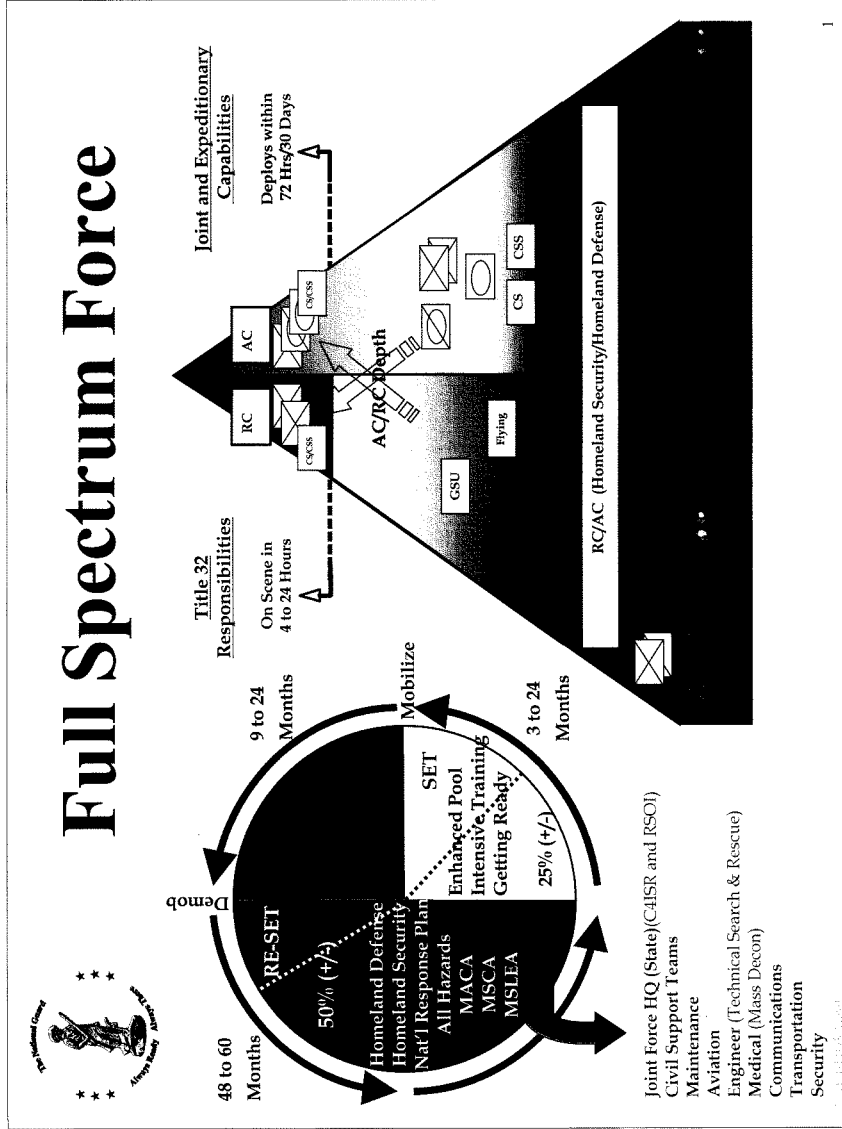 Full Spectrum Force
The National Guard
Always Ready Always There
48 to 60
Months
Demob
9 to 24
Months
Mobilize
3 to 24
Months
RE-SET
50% (+/-)
Homeland Defense
Homeland Security
Nat'l Response Plan
All Hazards
MACA
MSCA
MSLEA
SET
Enhanced Pool
Intensive Training
Getting Ready
25% (+/-)
Joint Force HQ (State)(C4ISR and RSOI)
Civil Support Teams
Maintenance
Aviation
Engineer (Technical Search & Rescue)
Medical (Mass Decon)
Communications
Transportation
Security
Title 32
Responsibilities
On Scene in
4 to 24 Hours
RC
AC
CS/CSS
CS/CSS
Joint and Expeditionary
Capabilities
Deploys within
72 Hrs/30 Days
AC/RC Depth
GSU
Flying
CS
CSS
RC/AC (Homeland Security/Homeland Defense)
1